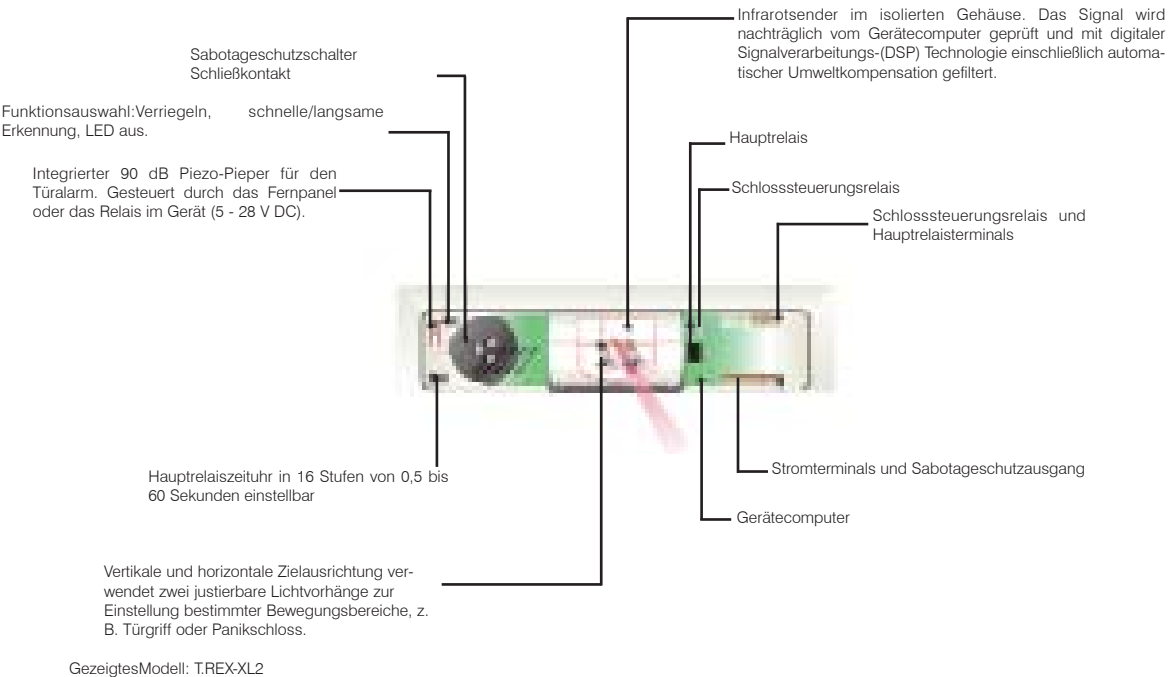 Infrarotsender im isolierten Gehäuse. Das Signal wird
nachträglich vom Gerätecomputer geprüft und mit digitaler
Signalverarbeitungs-(DSP) Technologie einschließlich automa-
tischer Umweltkompensation gefiltert.
Sabotageschutzschalter
Schließkontakt
Funktionsauswahl:Verriegeln, schnelle/langsame
Erkennung, LED aus.
Hauptrelais
Integrierter 90 dB Piezo-Pieper für den
Türalarm. Gesteuert durch das Fernpanel
oder das Relais im Gerät (5 - 28 V DC).
Schlosssteuerungsrelais
Schlosssteuerungsrelais und
Hauptrelaisterminals
Hauptrelaiszeituhr in 16 Stufen von 0,5 bis
60 Sekunden einstellbar
Stromterminals und Sabotageschutzausgang
Gerätecomputer
Vertikale und horizontale Zielausrichtung ver-
wendet zwei justierbare Lichtvorhänge zur
Einstellung bestimmter Bewegungsbereiche, z.
B. Türgriff oder Panikschloss.
GezeigtesModell: T.REX-XL2